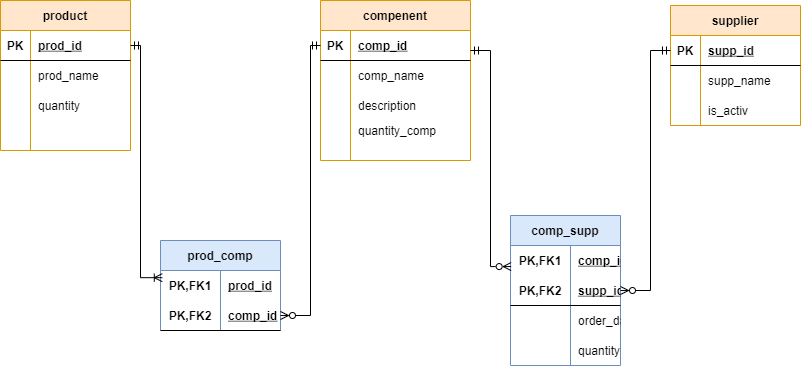 product
PK prod_id
prod_name
quantity
compenent
PK comp_id
comp_name
description
quantity_comp
supplier
PK supp_id
supp_name
is_activ
prod_comp
PK,FK1 prod_id
PK,FK2 comp_id
comp_supp
PK,FK1 comp_i
PK,FK2 supp_id
order_d
quantity